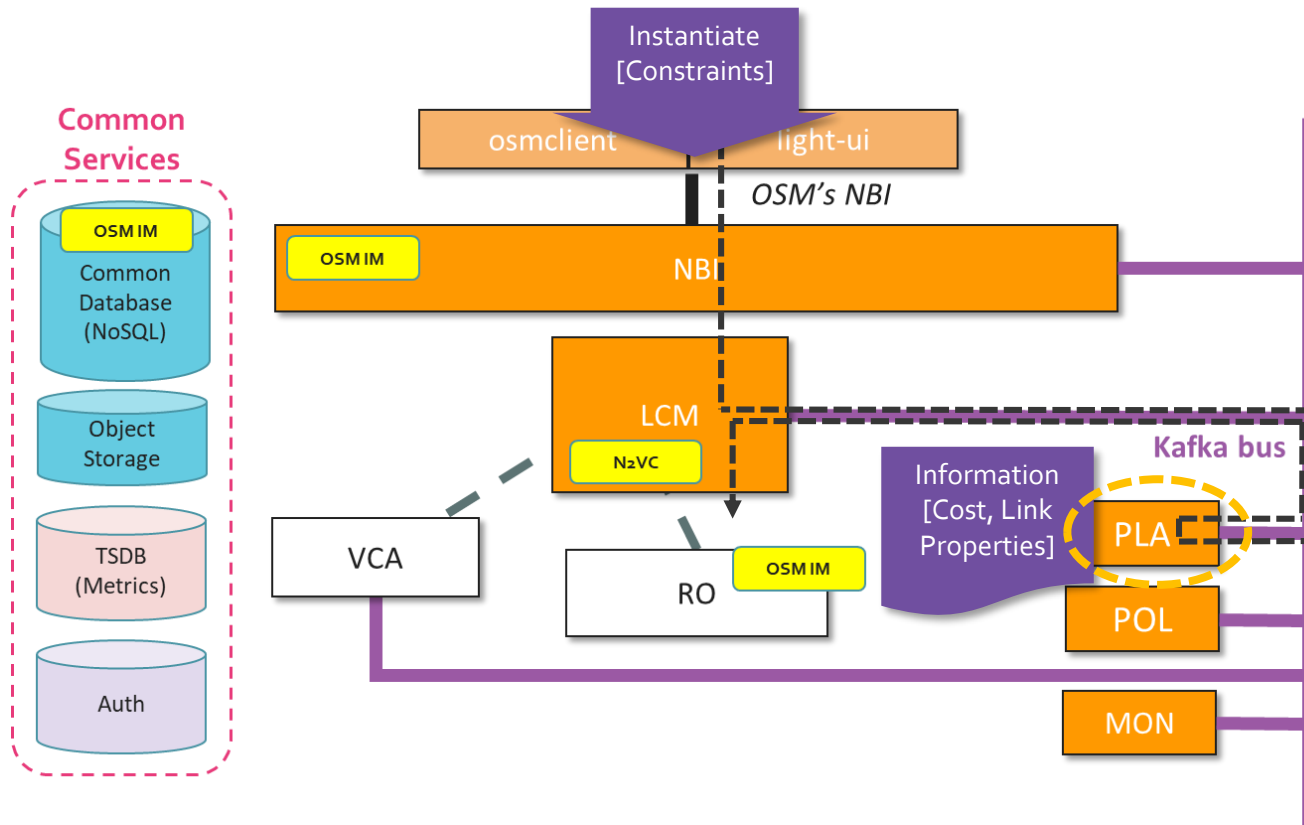 Instantiate
[Constraints]
osmclient
light-ui
OSM's NBI
Common
Services
OSM IM
Common
Database
(NoSQL)
Object
Storage
TSDB
(Metrics)
Auth
OSM IM
NBI
LCM
N2VC
Kafka bus
Information
[Cost, Link
Properties]
PLA
VCA
RO
OSM IM
POL
MON